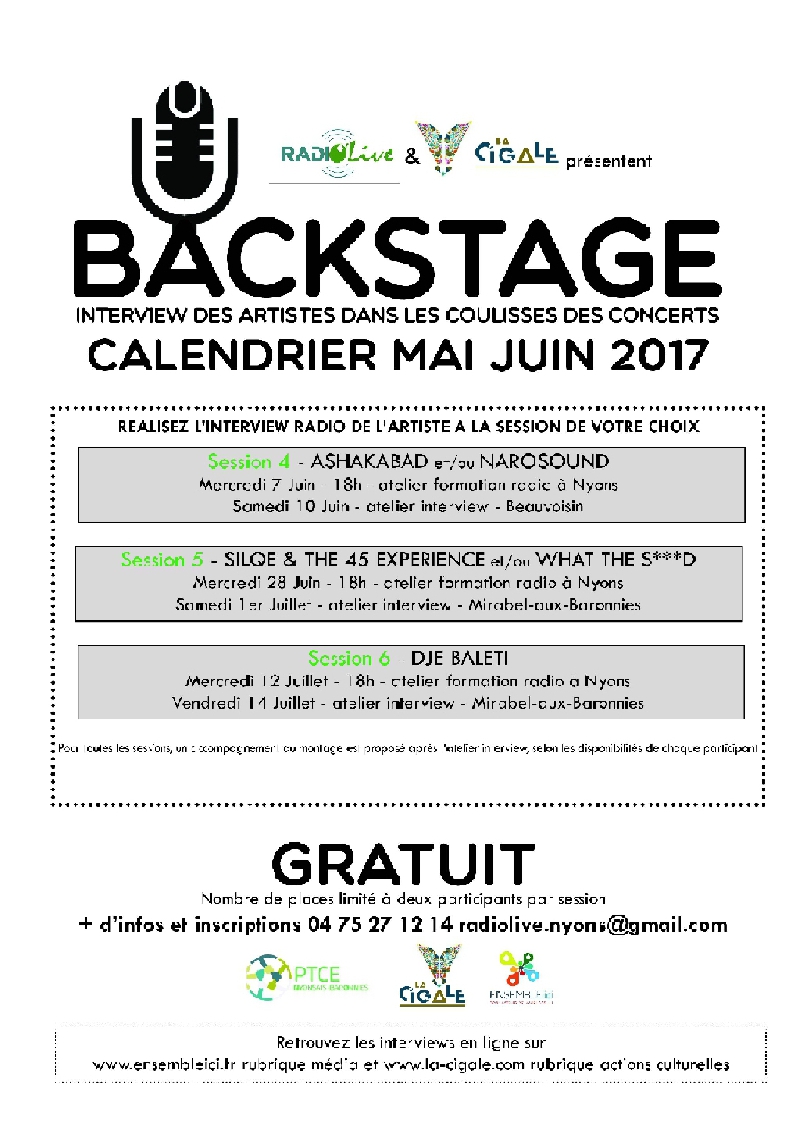 RADIOLive & LA CIGALE présentent
BACKSTAGE
INTERVIEW DES ARTISTES DANS LES COULISSES DES CONCERTS
CALENDRIER MAI JUIN 2017
REALISEZ L'INTERVIEW RADIO DE L'ARTISTE A LA SESSION DE VOTRE CHOIX
Session 4 - ASHAKABAD et/ou NAROSOUND
Mercredi 7 Juin - 18h - atelier formation radio à Nyons
Samedi 10 Juin - atelier interview - Beauvoisin
Session 5 - SILQE & THE 45 EXPERIENCE et/ou WHAT THE S***D
Mercredi 28 Juin - 18h - atelier formation radio à Nyons
Samedi 1er Juillet - atelier interview - Mirabel-aux-Baronnies
Session 6 - DJE BALETI
Mercredi 12 Juillet - 18h - atelier formation radio a Nyons
Vendredi 14 Juillet - atelier interview - Mirabel-aux-Baronnies
Pour toutes les sessions, un accompagnement au montage est proposé après l'atelier interview, selon les disponibilités de chaque participant
GRATUIT
Nombre de places limité à deux participants par session
+ d'infos et inscriptions 04 75 27 12 14 radiolive.nyons@gmail.com
PTCE
NYONSAIS-BARONNIES
LA CIGALE
ENSEMBLE ici
Retrouvez les interviews en ligne sur
www.ensembleici.fr rubrique média et www.la-cigale.com rubrique actions culturelles